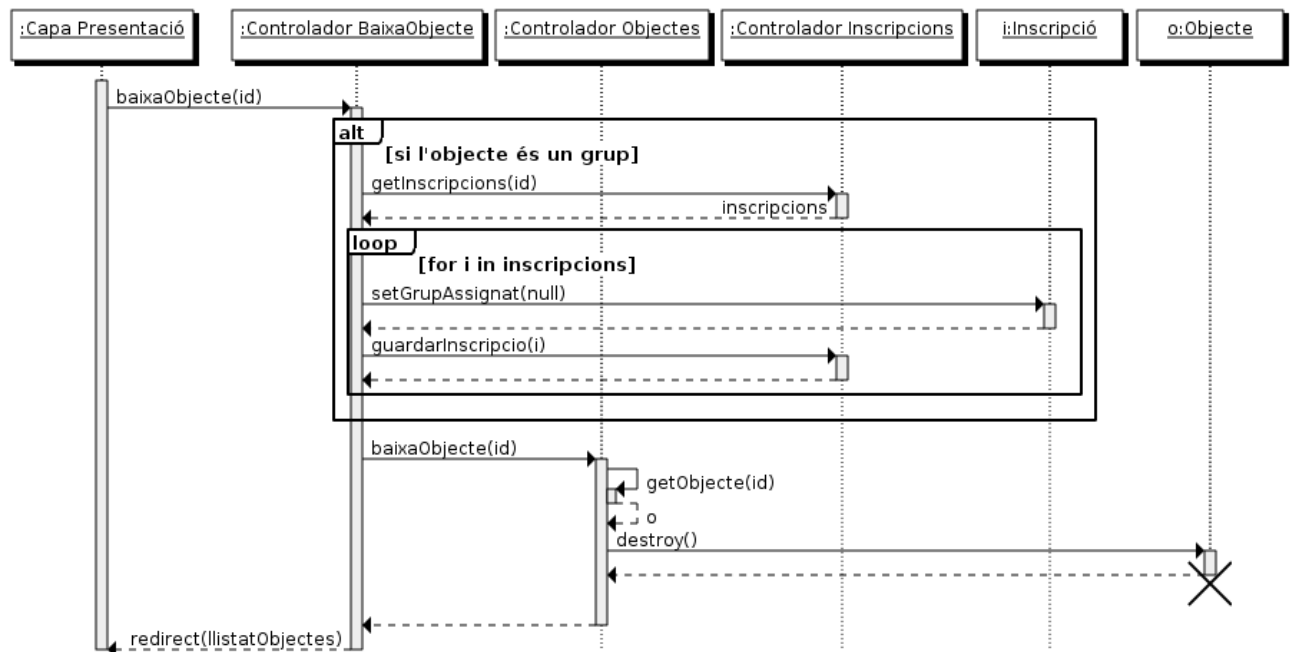 :Capa Presentació
:Controlador BaixaObjecte
:Controlador Objectes
:Controlador Inscripcions
i:Inscripció
o:Objecte
baixaObjecte(id)
alt
[si l'objecte és un grup]
getInscripcions(id)
inscripcions
loop
[for i in inscripcions]
setGrupAssignat(null)
guardarInscripcio(i)
baixaObjecte(id)
getObjecte(id)
o
destroy()
redirect(llistatObjectes)